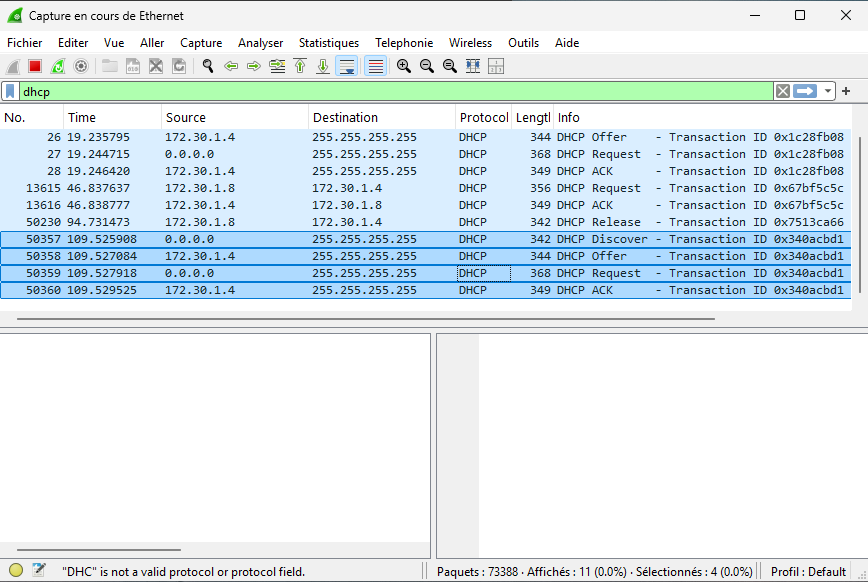 Capture en cours de Ethernet
Fichier Editer Vue Aller Capture Analyser Statistiques Telephonie Wireless Outils Aide
dhcp
No. Time Source Destination Protocol Lengtl Info
26 19.235795 172.30.1.4 255.255.255.255 DHCP 344 DHCP Offer - Transaction ID 0x1c28fb08
27 19.244715 0.0.0.0 255.255.255.255 DHCP 368 DHCP Request - Transaction ID 0x1c28fb08
28 19.246420 172.30.1.4 255.255.255.255 DHCP 349 DHCP ACK - Transaction ID 0x1c28fb08
13615 46.837637 172.30.1.8 172.30.1.4 DHCP 356 DHCP Request - Transaction ID 0x67bf5c5c
13616 46.838777 172.30.1.4 172.30.1.8 DHCP 349 DHCP ACK - Transaction ID 0x67bf5c5c
50230 94.731473 172.30.1.8 172.30.1.4 DHCP 342 DHCP Release - Transaction ID 0x7513ca66
50357 109.525908 0.0.0.0 255.255.255.255 DHCP 342 DHCP Discover - Transaction ID 0x340acbd1
50358 109.527084 172.30.1.4 255.255.255.255 DHCP 344 DHCP Offer - Transaction ID 0x340acbd1
50359 109.527918 0.0.0.0 255.255.255.255 DHCP 368 DHCP Request - Transaction ID 0x340acbd1
50360 109.529525 172.30.1.4 255.255.255.255 DHCP 349 DHCP ACK - Transaction ID 0x340acbd1
"DHC" is not a valid protocol or protocol field. Paquets : 73388 · Affichés : 11 (0.0%) · Sélectionnés : 4 (0.0%) Profil : Default